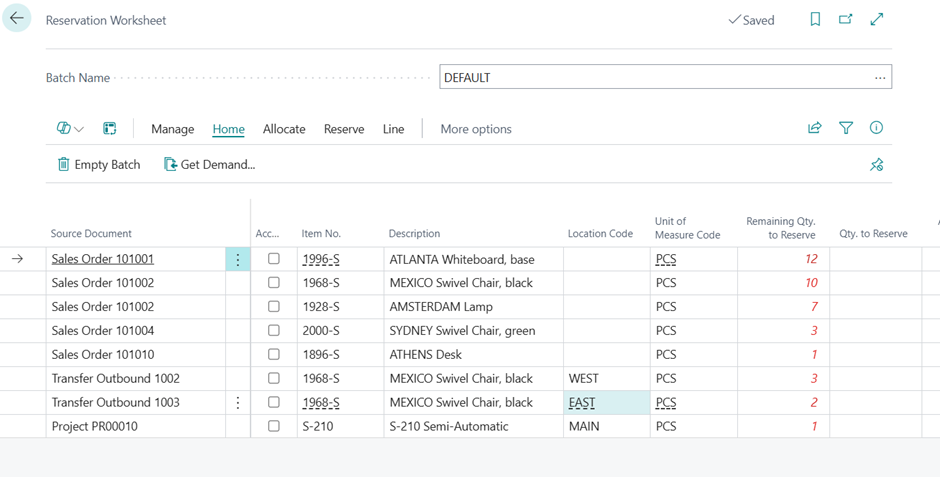 Reservation Worksheet
Saved
Batch Name
DEFAULT
Manage Home Allocate Reserve Line More options
Empty Batch Get Demand...
Source Document Acc... Item No. Description Location Code Unit of Measure Code Remaining Qty. to Reserve Qty. to Reserve
Sales Order 101001 1996-S ATLANTA Whiteboard, base PCS 12
Sales Order 101002 1968-S MEXICO Swivel Chair, black PCS 10
Sales Order 101002 1928-S AMSTERDAM Lamp PCS 7
Sales Order 101004 2000-S SYDNEY Swivel Chair, green PCS 3
Sales Order 101010 1896-S ATHENS Desk PCS 1
Transfer Outbound 1002 1968-S MEXICO Swivel Chair, black WEST PCS 3
Transfer Outbound 1003 1968-S MEXICO Swivel Chair, black EAST PCS 2
Project PR00010 S-210 S-210 Semi-Automatic MAIN PCS 1